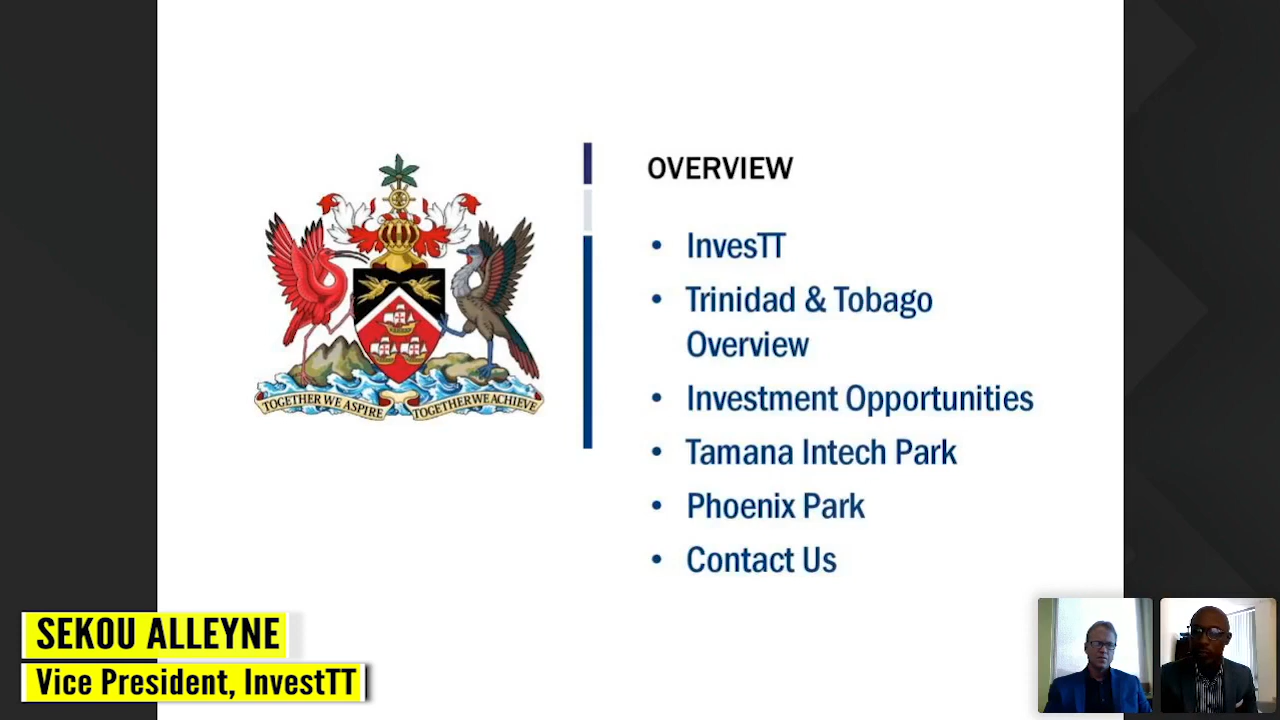 OVERVIEW
• InvesTT
• Trinidad & Tobago
Overview
• Investment Opportunities
• Tamana Intech Park
• Phoenix Park
• Contact Us
TOGETHER WE ASPIRE TOGETHER WE ACHIEVE
SEKOU ALLEYNE
Vice President, InvestTT